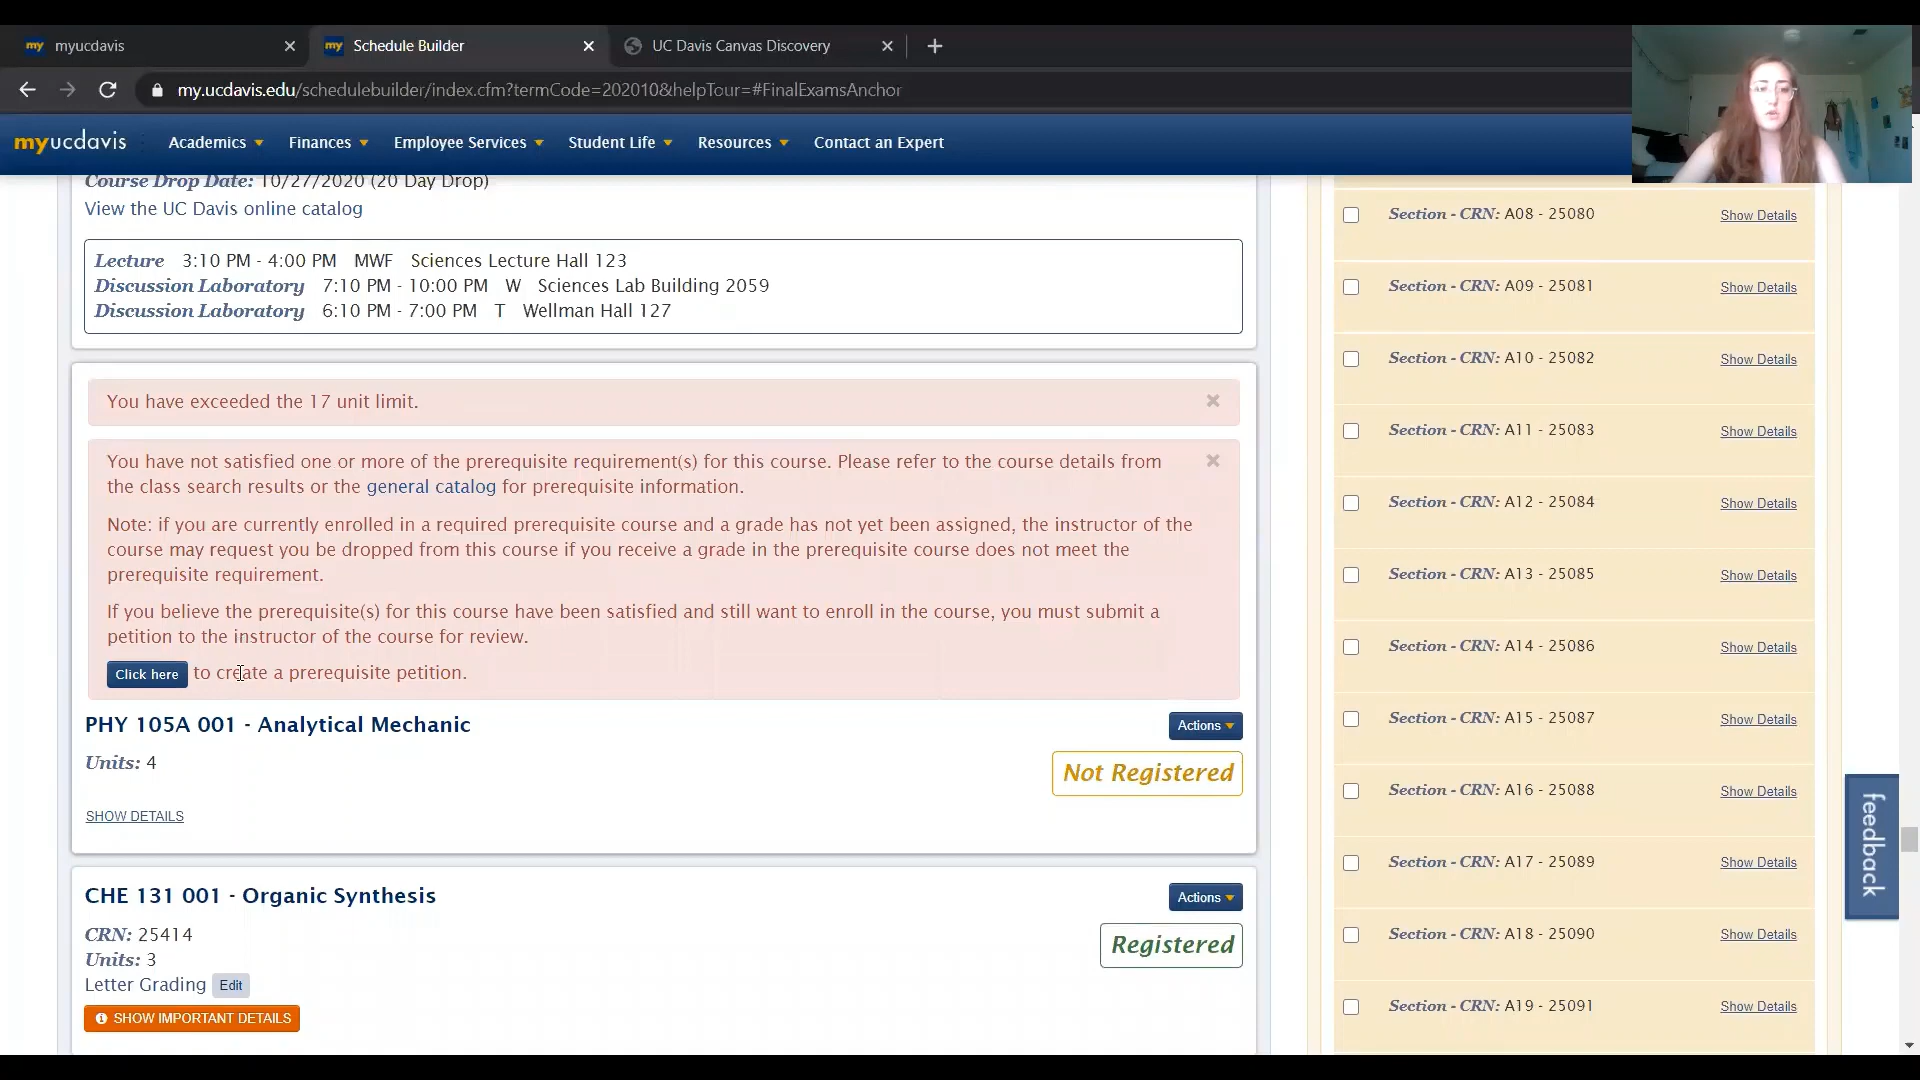 my myucdavis
my Schedule Builder
UC Davis Canvas Discovery
my.ucdavis.edu/schedulebuilder/index.cfm?termCode=202010&helpTour=#FinalExamsAnchor
myucdavis Academics Finances Employee Services Student Life Resources Contact an Expert
Course Drop Date: 10/27/2020 (20 Day Drop)
View the UC Davis online catalog
Lecture 3:10 PM - 4:00 PM MWF Sciences Lecture Hall 123
Discussion Laboratory 7:10 PM - 10:00 PM W Sciences Lab Building 2059
Discussion Laboratory 6:10 PM - 7:00 PM T Wellman Hall 127
You have exceeded the 17 unit limit.
You have not satisfied one or more of the prerequisite requirement(s) for this course. Please refer to the course details from
the class search results or the general catalog for prerequisite information.
Note: if you are currently enrolled in a required prerequisite course and a grade has not yet been assigned, the instructor of the
course may request you be dropped from this course if you receive a grade in the prerequisite course does not meet the
prerequisite requirement.
If you believe the prerequisite(s) for this course have been satisfied and still want to enroll in the course, you must submit a
petition to the instructor of the course for review.
Click here to create a prerequisite petition.
PHY 105A 001 - Analytical Mechanic
Actions
Units: 4
Not Registered
SHOW DETAILS
CHE 131 001 - Organic Synthesis
Actions
CRN: 25414
Registered
Units: 3
Letter Grading Edit
SHOW IMPORTANT DETAILS
Section - CRN: A08 - 25080 Show Details
Section - CRN: A09 - 25081 Show Details
Section - CRN: A10 - 25082 Show Details
Section - CRN: A11 - 25083 Show Details
Section - CRN: A12 - 25084 Show Details
Section - CRN: A13 - 25085 Show Details
Section - CRN: A14 - 25086 Show Details
Section - CRN: A15 - 25087 Show Details
Section - CRN: A16 - 25088 Show Details
Section - CRN: A17 - 25089 Show Details
Section - CRN: A18 - 25090 Show Details
Section - CRN: A19 - 25091 Show Details
feedback